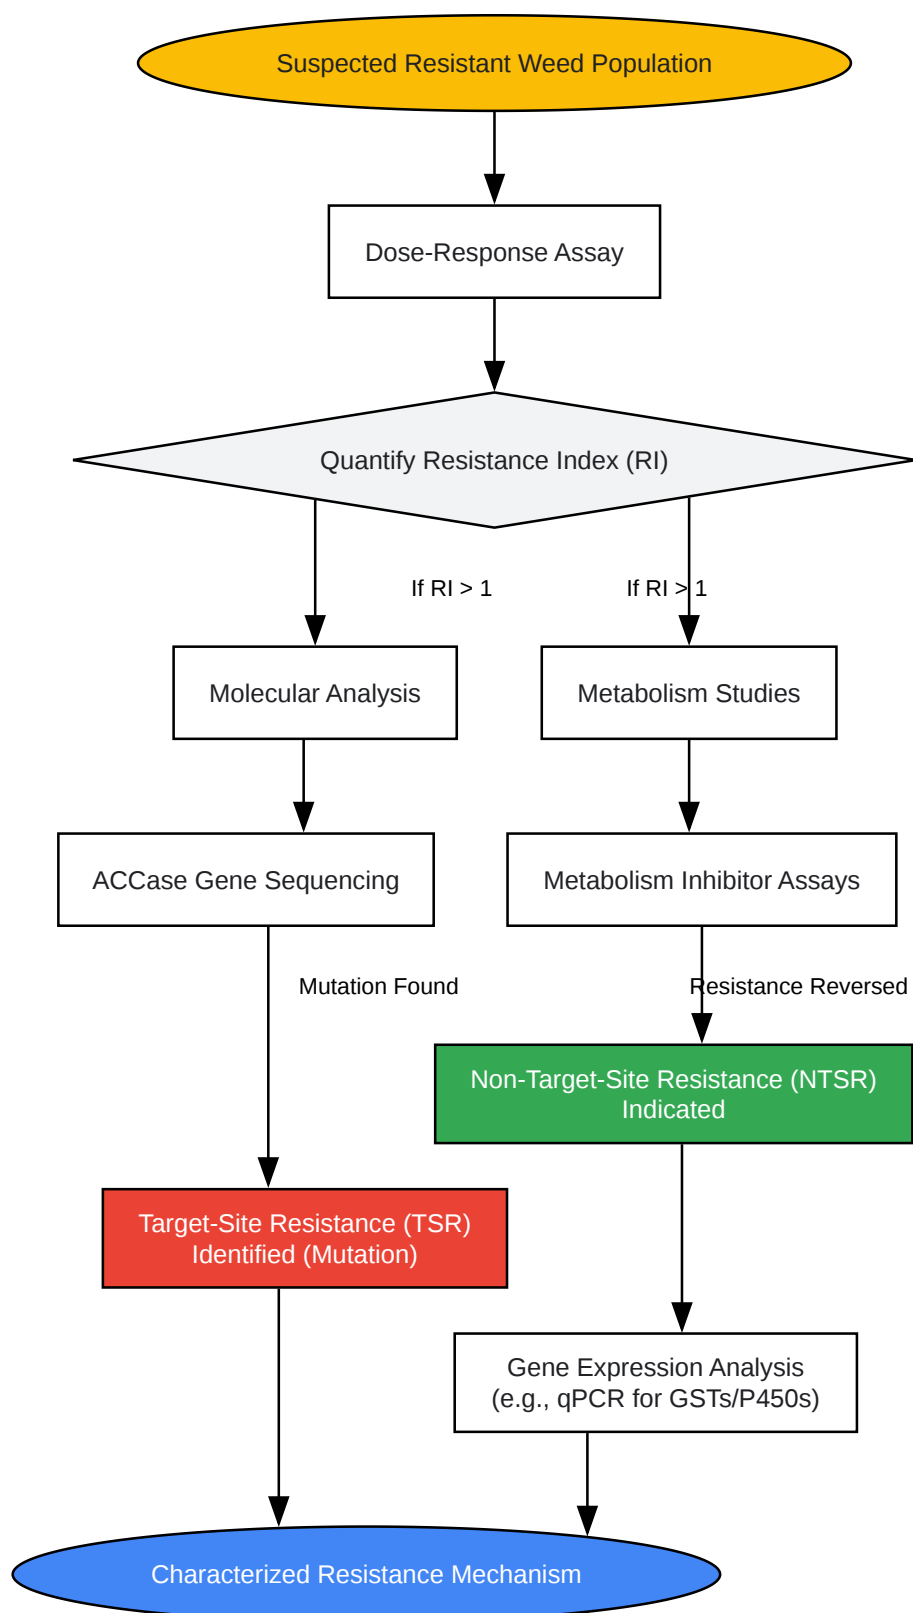 Suspected Resistant Weed Population
Dose-Response Assay
Quantify Resistance Index (RI)
If RI > 1
If RI > 1
Molecular Analysis
Metabolism Studies
ACCase Gene Sequencing
Metabolism Inhibitor Assays
Mutation Found
Resistance Reversed
Non-Target-Site Resistance (NTSR)
Indicated
Target-Site Resistance (TSR)
Identified (Mutation)
Gene Expression Analysis
(e.g., qPCR for GSTs/P450s)
Characterized Resistance Mechanism